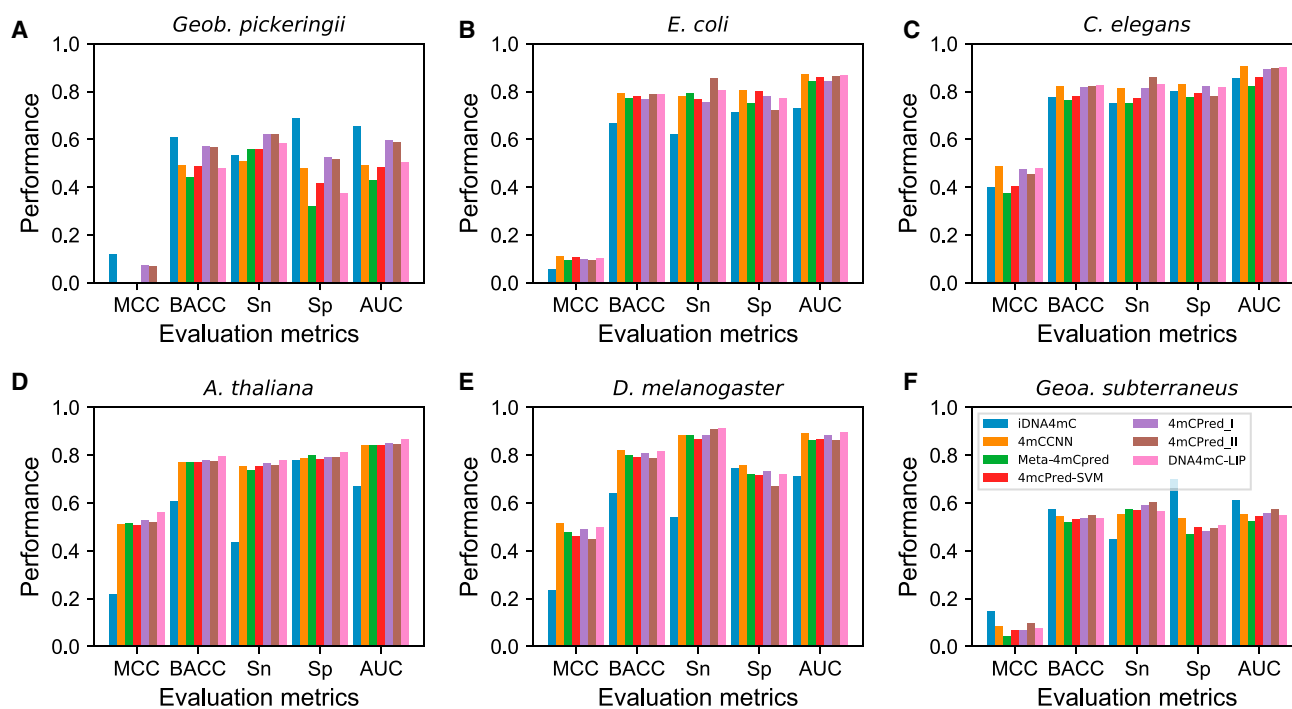 A
Geob. pickeringii
1.0
0.8
0.6
0.4
0.2
0.0
Performance
MCC BACC Sn Sp AUC
Evaluation metrics
B
E. coli
1.0
0.8
0.6
0.4
0.2
0.0
Performance
MCC BACC Sn Sp AUC
Evaluation metrics
C
C. elegans
1.0
0.8
0.6
0.4
0.2
0.0
Performance
MCC BACC Sn Sp AUC
Evaluation metrics
D
A. thaliana
1.0
0.8
0.6
0.4
0.2
0.0
Performance
MCC BACC Sn Sp AUC
Evaluation metrics
E
D. melanogaster
1.0
0.8
0.6
0.4
0.2
0.0
Performance
MCC BACC Sn Sp AUC
Evaluation metrics
F
Geoa. subterraneus
1.0
0.8
0.6
0.4
0.2
0.0
Performance
iDNA4mC
4mCCNN
Meta-4mCpred
4mcPred-SVM
4mCPred_I
4mCPred_II
DNA4mC-LIP
MCC BACC Sn Sp AUC
Evaluation metrics